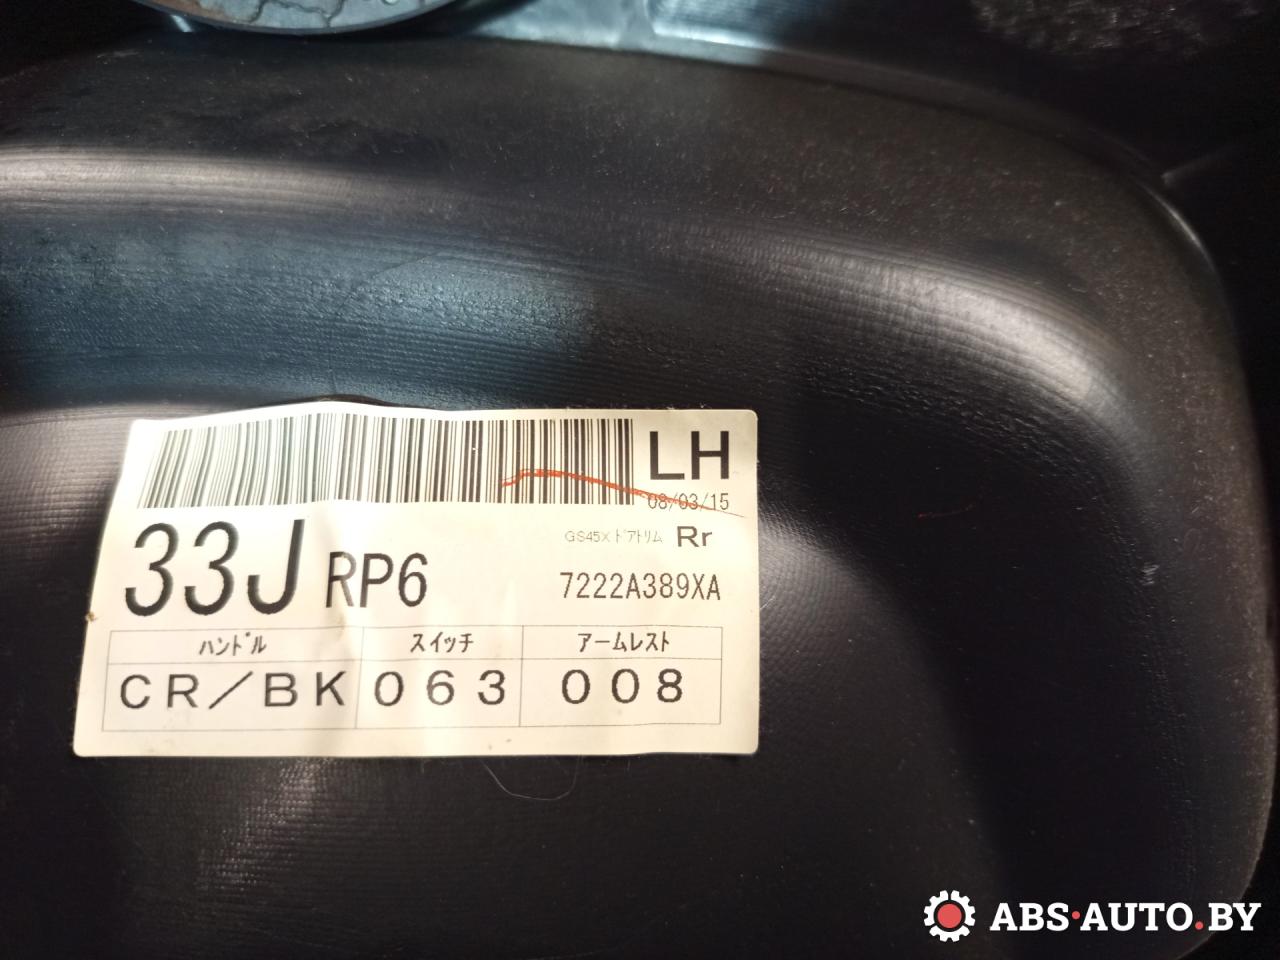 LH
08/03/15
GS45X ﾄﾞｱﾄﾘﾑ Rr
33J RP6 7222A389XA
ﾊﾝﾄﾞﾙ スイッチ アームレスト
CR/BK 063 008
ABS·AUTO.BY